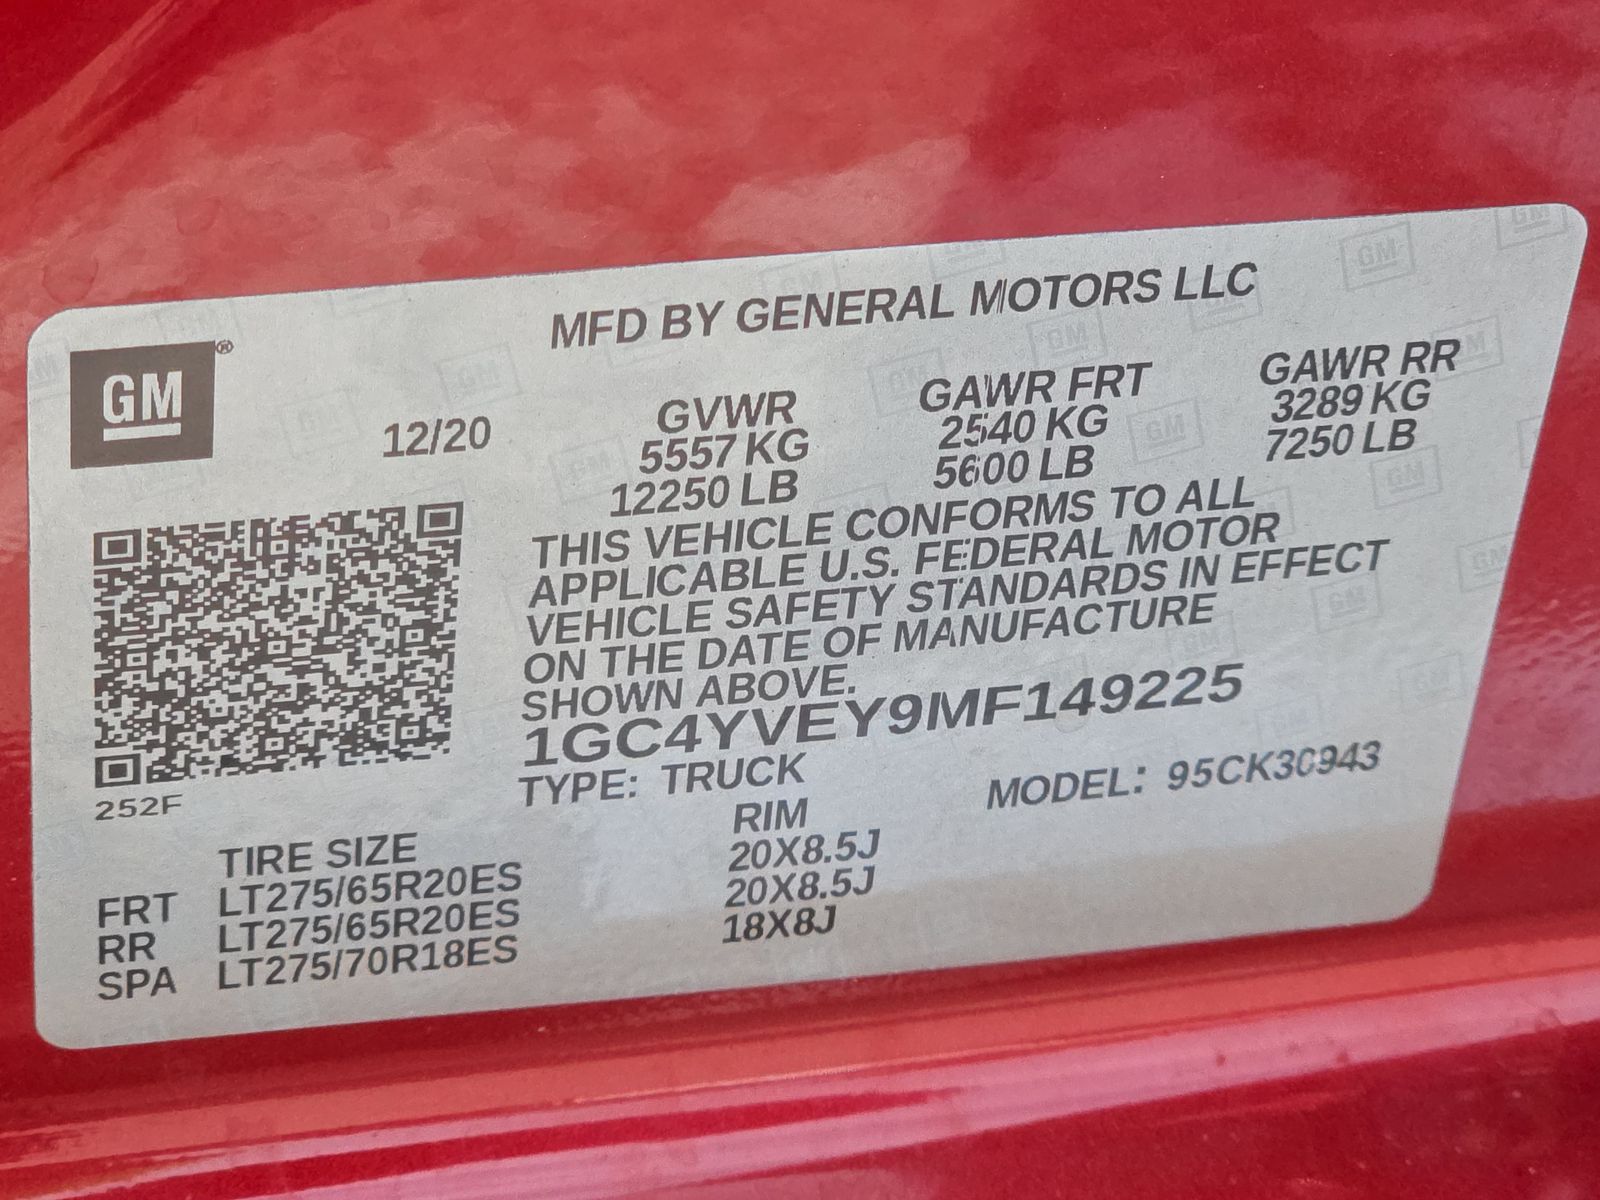 MFD BY GENERAL MOTORS LLC
GM®
12/20
GVWR GAWR FRT GAWR RR
5557 KG 2540 KG 3289 KG
12250 LB 5600 LB 7250 LB
THIS VEHICLE CONFORMS TO ALL
APPLICABLE U.S. FEDERAL MOTOR
VEHICLE SAFETY STANDARDS IN EFFECT
ON THE DATE OF MANUFACTURE
SHOWN ABOVE.
1GC4YVEY9MF149225
TYPE: TRUCK MODEL: 95CK30943
252F
TIRE SIZE RIM
FRT LT275/65R20ES 20X8.5J
RR LT275/65R20ES 20X8.5J
SPA LT275/70R18ES 18X8J